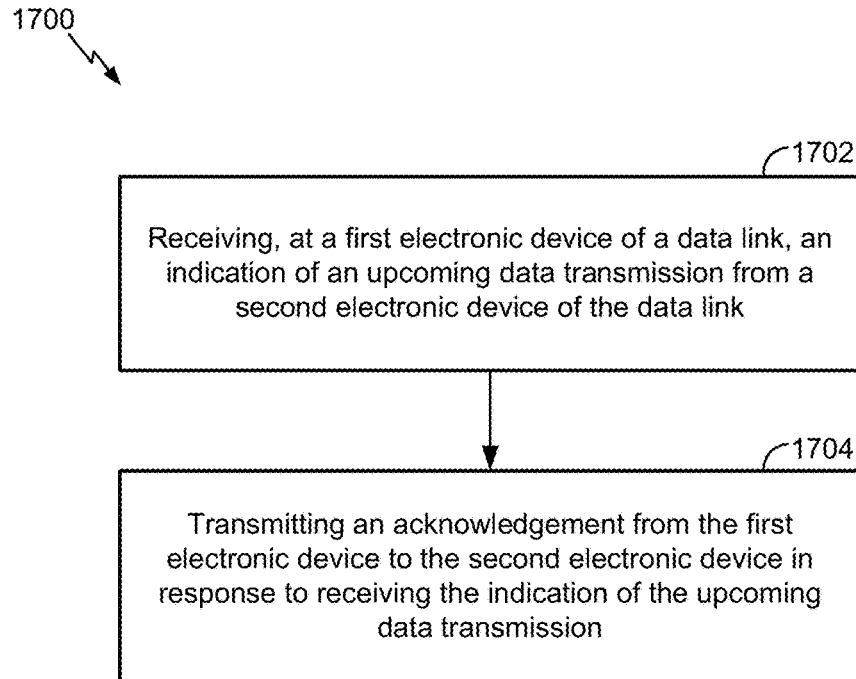 1700
1702
Receiving, at a first electronic device of a data link, an
indication of an upcoming data transmission from a
second electronic device of the data link
1704
Transmitting an acknowledgement from the first
electronic device to the second electronic device in
response to receiving the indication of the upcoming
data transmission